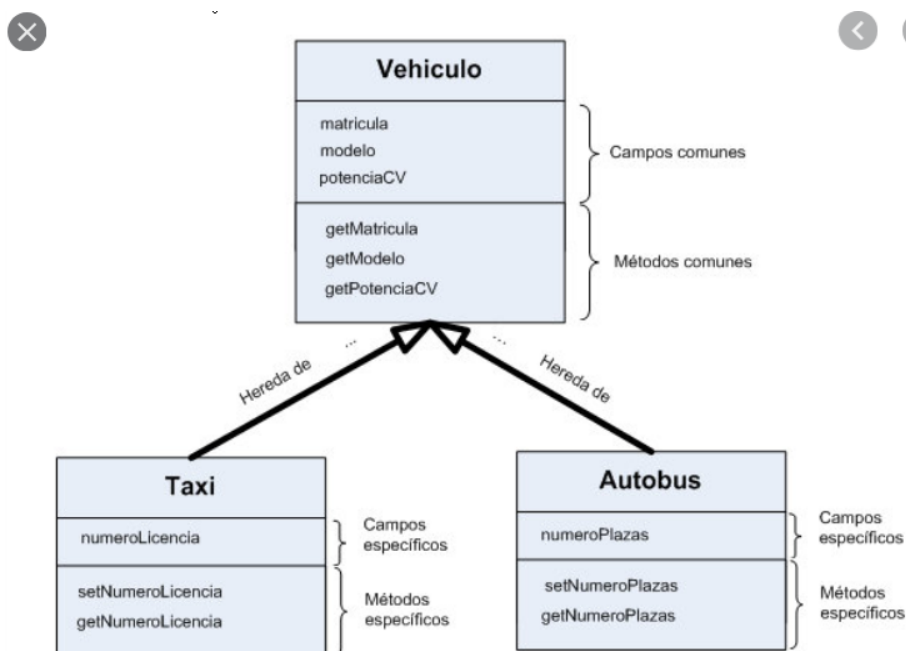 Vehiculo
matricula
modelo
potenciaCV
Campos comunes
getMatricula
getModelo
getPotenciaCV
Métodos comunes
...
...
Hereda de
Hereda de
Taxi
numeroLicencia
Campos
específicos
setNumeroLicencia
getNumeroLicencia
Métodos
específicos
Autobus
numeroPlazas
Campos
específicos
setNumeroPlazas
getNumeroPlazas
Métodos
específicos